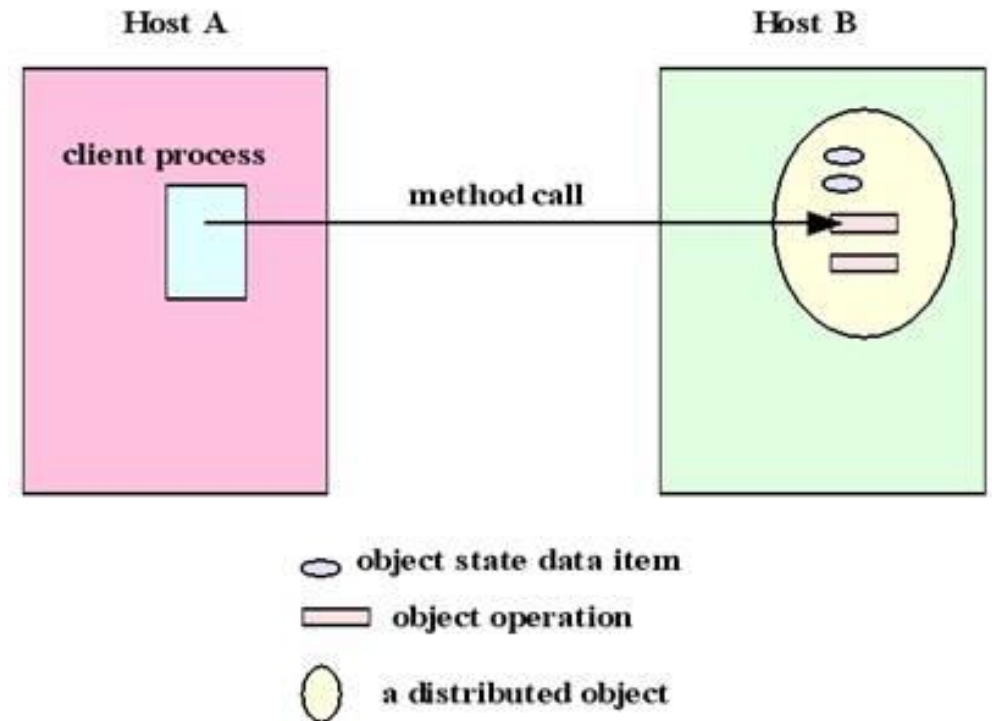 Host A
Host B
client process
method call
object state data item
object operation
a distributed object